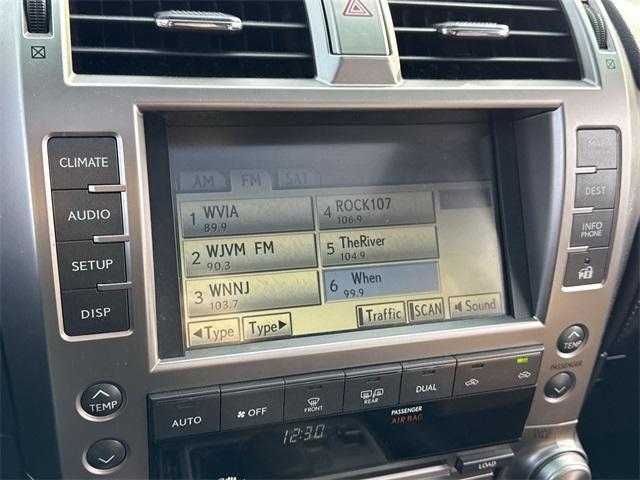 CLIMATE
AUDIO
SETUP
DISP
MAP
DEST
INFO
PHONE
AM FM SAT
1 WVIA
89.9
4 ROCK107
106.9
2 WJVM FM
90.3
5 TheRiver
104.9
3 WNNJ
103.7
6 When
99.9
Type
Type
Traffic
SCAN
Sound
TEMP
TEMP
PASSENGER
AUTO
OFF
FRONT
REAR
DUAL
PASSENGER
AIR BAG
12:30
LOAD